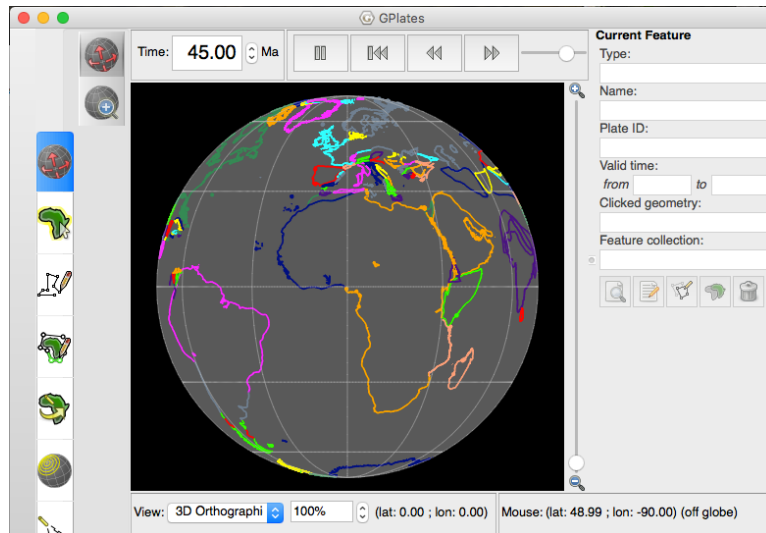 GPlates
Time: 45.00 Ma
Current Feature
Type:
Name:
Plate ID:
Valid time:
from to
Clicked geometry:
Feature collection:
View: 3D Orthographi 100% (lat: 0.00 ; lon: 0.00) Mouse: (lat: 48.99 ; lon: -90.00) (off globe)